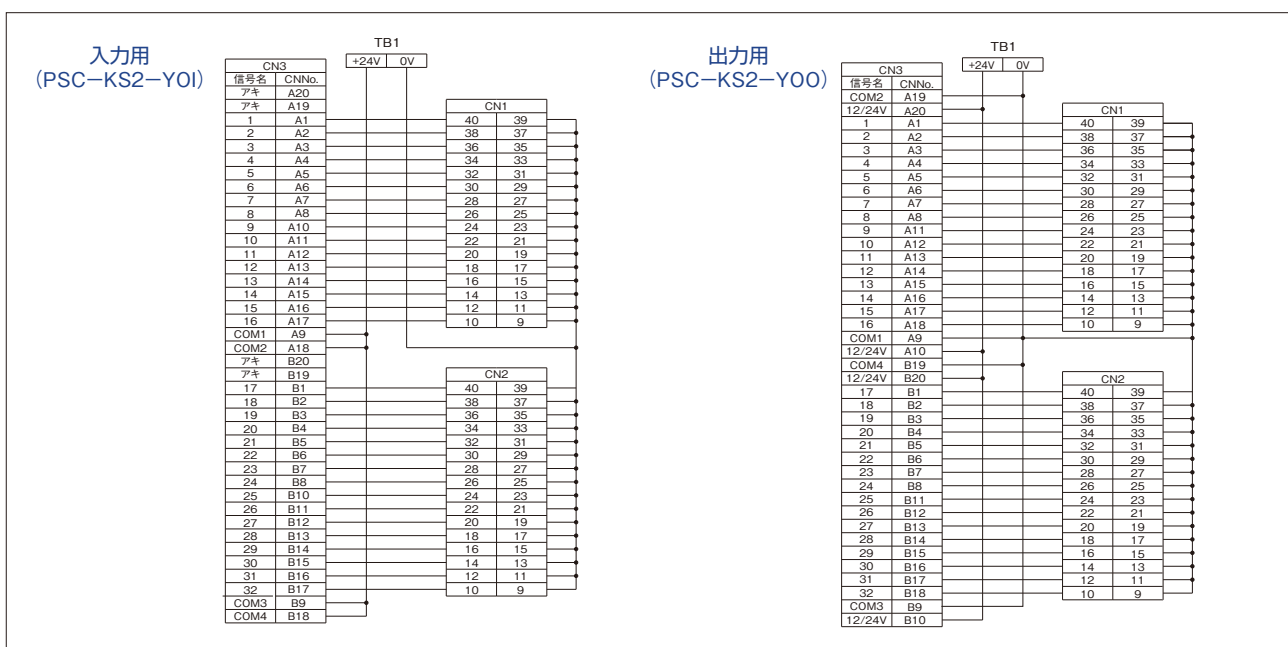 入力用
(PSC-KS2-YOI)
TB1
+24V 0V
CN3
信号名 CNNo.
アキ A20
アキ A19
1 A1
2 A2
3 A3
4 A4
5 A5
6 A6
7 A7
8 A8
9 A10
10 A11
11 A12
12 A13
13 A14
14 A15
15 A16
16 A17
COM1 A9
COM2 A18
アキ B20
アキ B19
17 B1
18 B2
19 B3
20 B4
21 B5
22 B6
23 B7
24 B8
25 B10
26 B11
27 B12
28 B13
29 B14
30 B15
31 B16
32 B17
COM3 B9
COM4 B18
CN1
40 39
38 37
36 35
34 33
32 31
30 29
28 27
26 25
24 23
22 21
20 19
18 17
16 15
14 13
12 11
10 9
CN2
40 39
38 37
36 35
34 33
32 31
30 29
28 27
26 25
24 23
22 21
20 19
18 17
16 15
14 13
12 11
10 9
出力用
(PSC-KS2-YOO)
TB1
+24V 0V
CN3
信号名 CNNo.
COM2 A19
12/24V A20
1 A1
2 A2
3 A3
4 A4
5 A5
6 A6
7 A7
8 A8
9 A11
10 A12
11 A13
12 A14
13 A15
14 A16
15 A17
16 A18
COM1 A9
12/24V A10
COM4 B19
12/24V B20
17 B1
18 B2
19 B3
20 B4
21 B5
22 B6
23 B7
24 B8
25 B11
26 B12
27 B13
28 B14
29 B15
30 B16
31 B17
32 B18
COM3 B9
12/24V B10
CN1
40 39
38 37
36 35
34 33
32 31
30 29
28 27
26 25
24 23
22 21
20 19
18 17
16 15
14 13
12 11
10 9
CN2
40 39
38 37
36 35
34 33
32 31
30 29
28 27
26 25
24 23
22 21
20 19
18 17
16 15
14 13
12 11
10 9